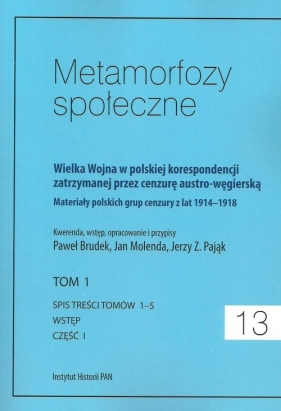 Metamorfozy
społeczne
Wielka Wojna w polskiej korespondencji
zatrzymanej przez cenzurę austro-węgierską
Materiały polskich grup cenzury z lat 1914–1918
Kwerenda, wstęp, opracowanie i przypisy
Paweł Brudek, Jan Molenda, Jerzy Z. Pająk
TOM 1
SPIS TREŚCI TOMÓW 1–5
WSTĘP
CZĘŚĆ I
13
Instytut Historii PAN